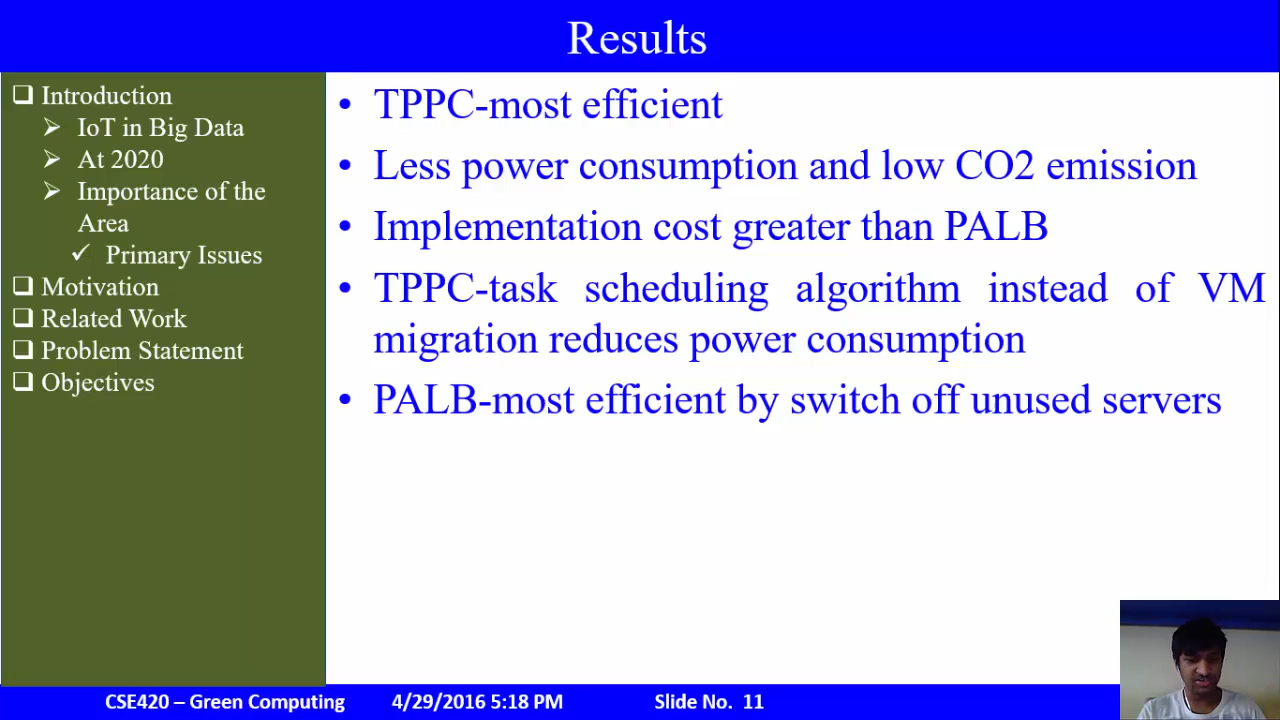 Results
Introduction
IoT in Big Data
At 2020
Importance of the
Area
Primary Issues
Motivation
Related Work
Problem Statement
Objectives
• TPPC-most efficient
• Less power consumption and low CO2 emission
• Implementation cost greater than PALB
• TPPC-task scheduling algorithm instead of VM
migration reduces power consumption
• PALB-most efficient by switch off unused servers
CSE420 – Green Computing 4/29/2016 5:18 PM Slide No. 11